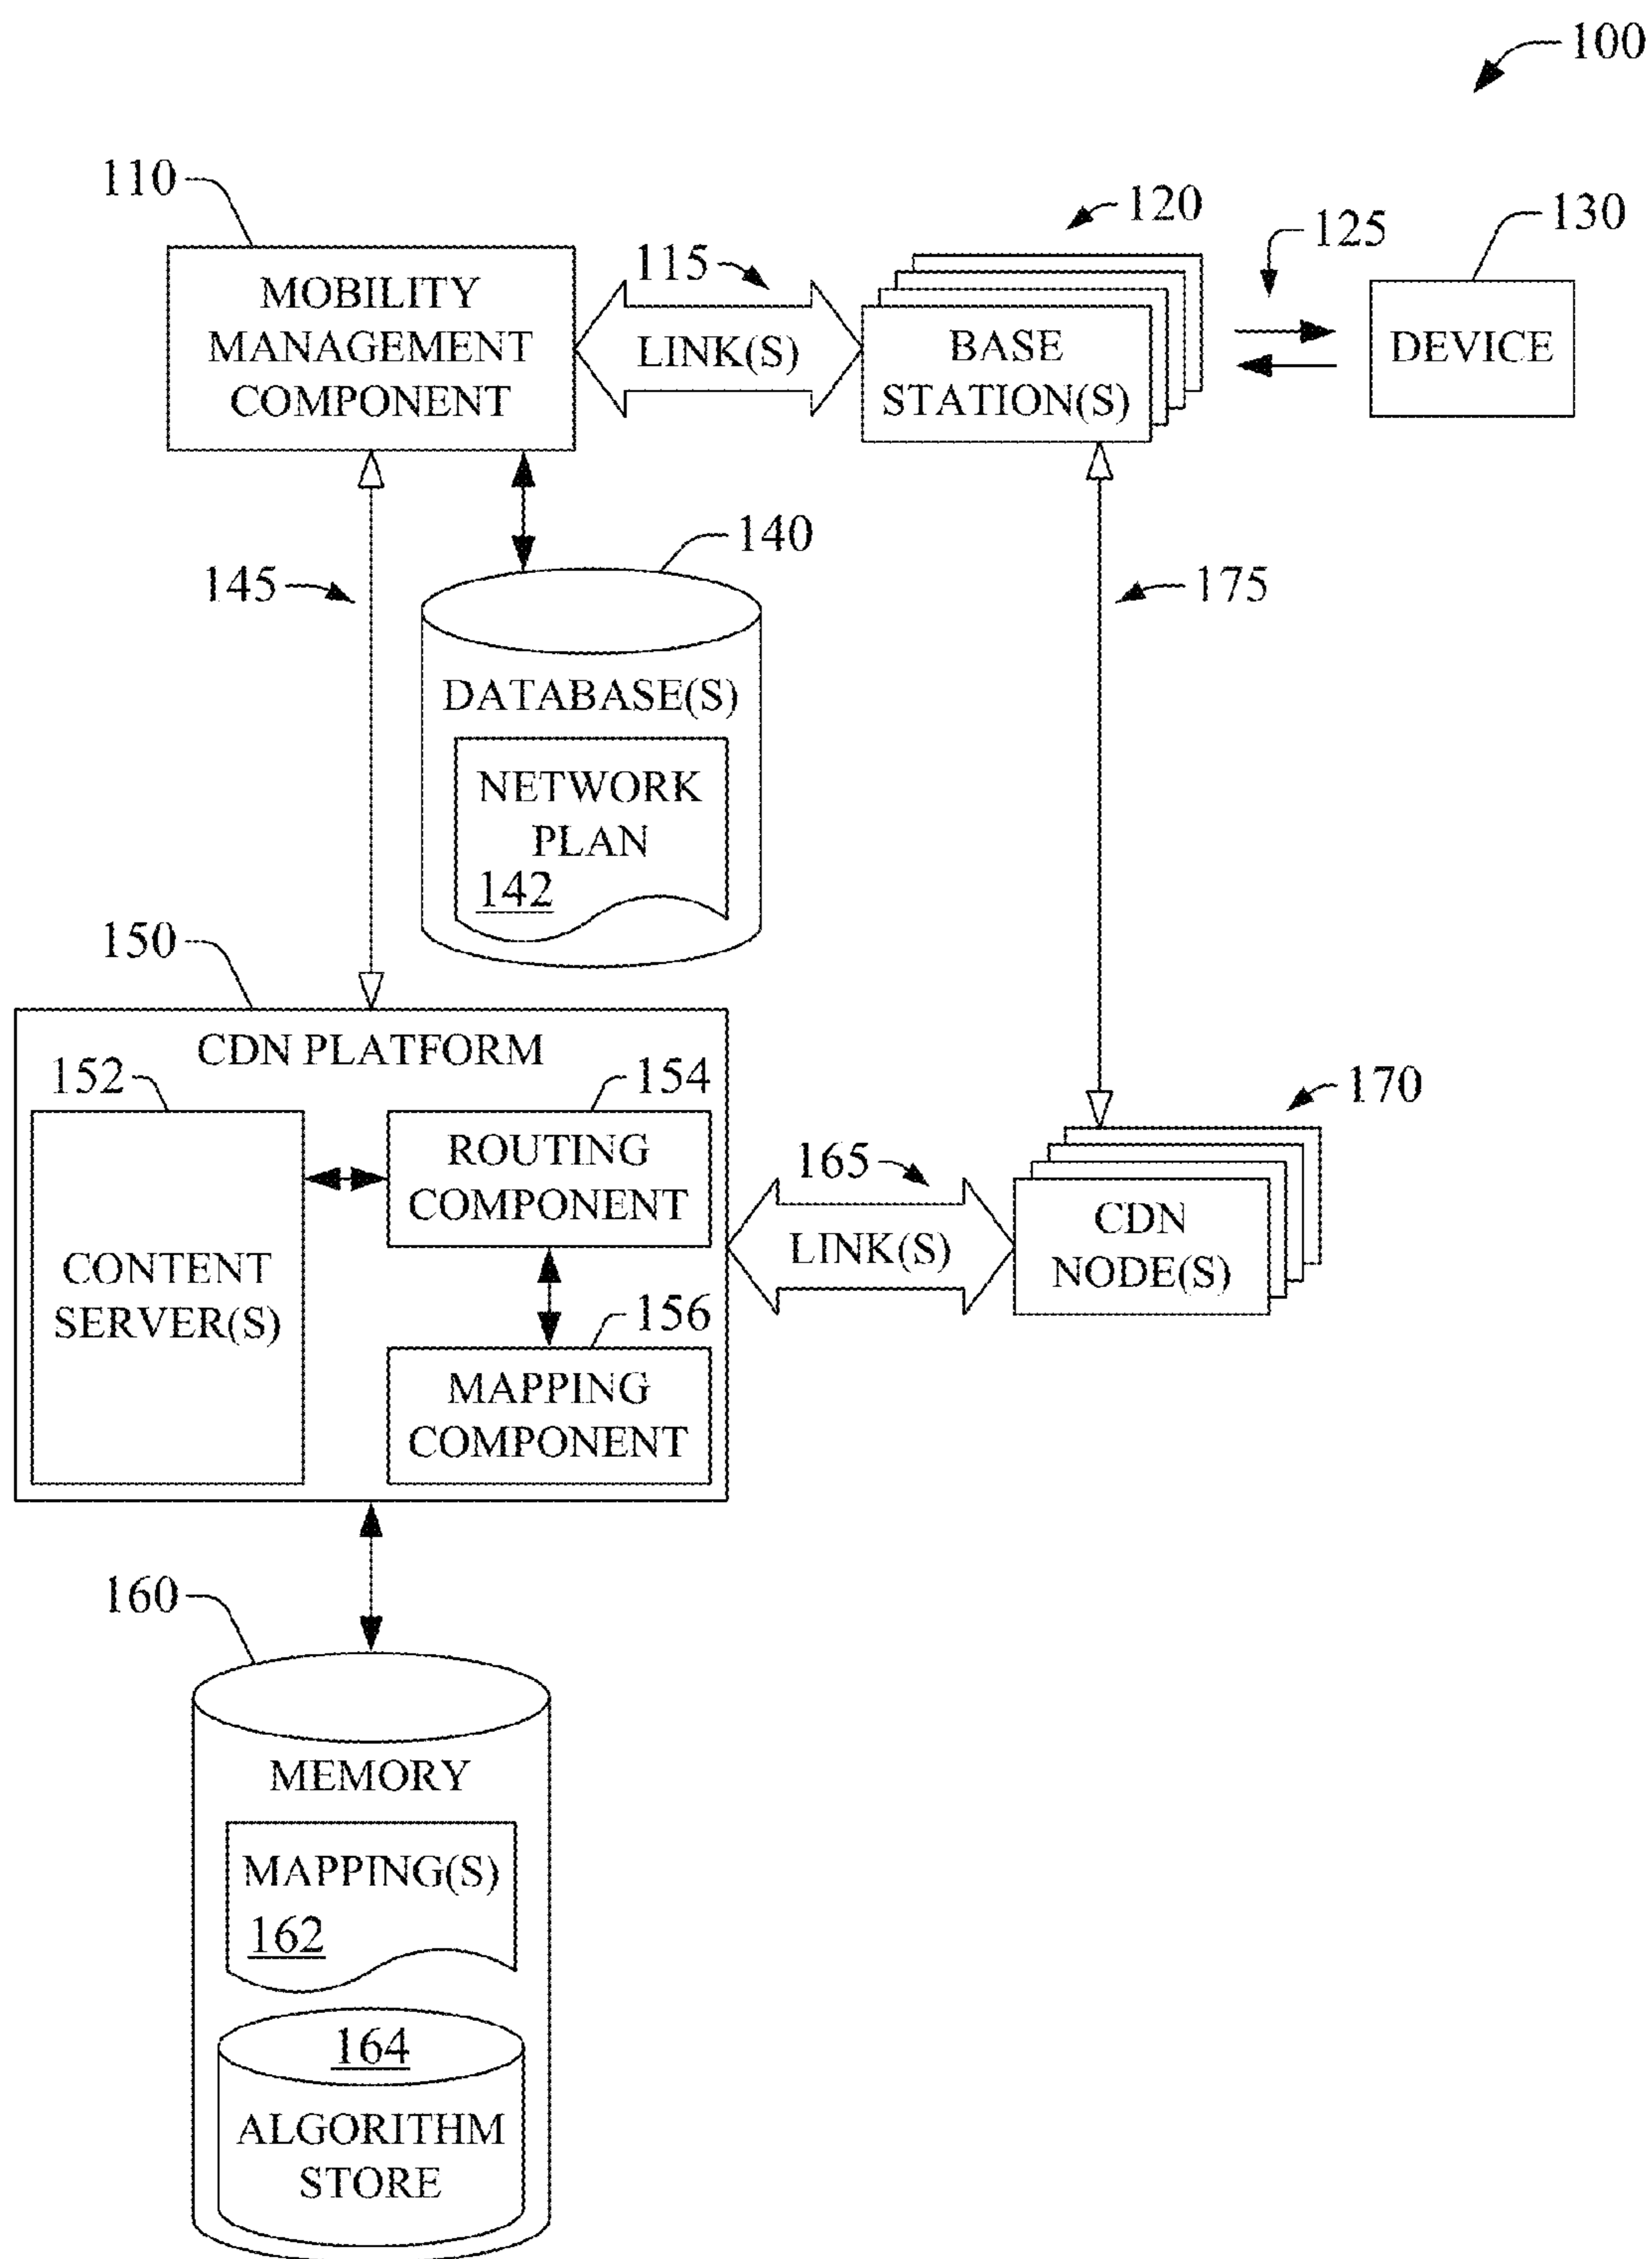 100
110
120
125
130
MOBILITY
MANAGEMENT
COMPONENT
115
LINK(S)
BASE
STATION(S)
DEVICE
145
140
175
DATABASE(S)
NETWORK
PLAN
142
150
CDN PLATFORM
152
154
170
CONTENT
SERVER(S)
ROUTING
COMPONENT
156
MAPPING
COMPONENT
165
LINK(S)
CDN
NODE(S)
160
MEMORY
MAPPING(S)
162
164
ALGORITHM
STORE